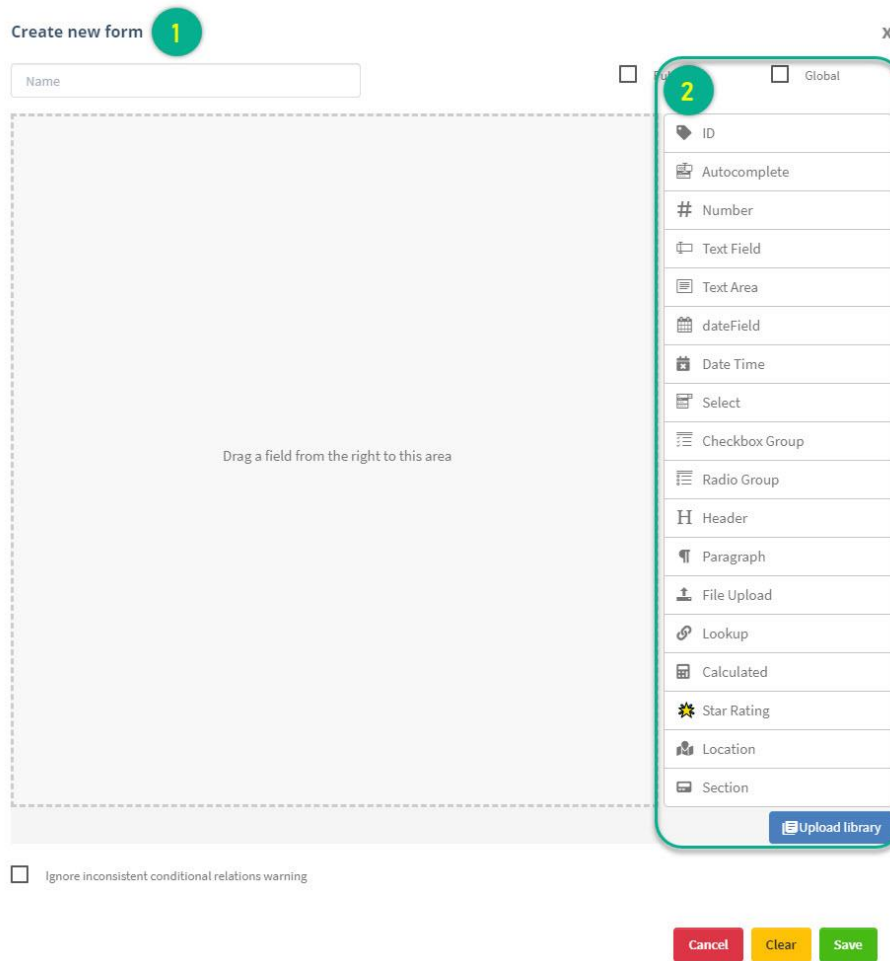 Create new form 1
X
Name
Global
2
ID
Autocomplete
# Number
Text Field
Text Area
dateField
Date Time
Select
Checkbox Group
Radio Group
H Header
¶ Paragraph
File Upload
Lookup
Calculated
Star Rating
Location
Section
Drag a field from the right to this area
Upload library
Ignore inconsistent conditional relations warning
Cancel
Clear
Save